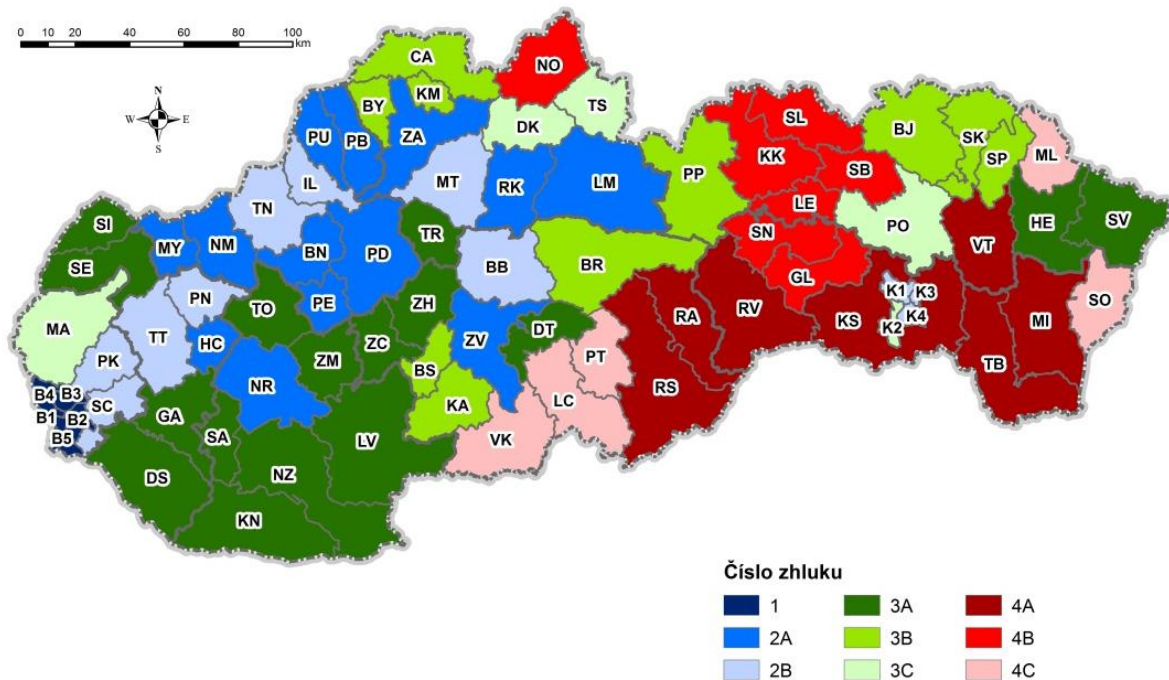 0 10 20 40 60 80 100
km
N
W E
S
CA
NO
KM
BY
TS
PU
PB
ZA
DK
SL
BJ
SK
SP
ML
KK
SB
IL
MT
RK
LM
PP
LE
TN
HE
SV
SI
MY
NM
BN
PD
TR
SN
PO
VT
SE
BB
BR
GL
PN
PE
TO
ZH
K1
K3
SO
MA
TT
HC
ZM
ZC
ZV
DT
RA
RV
KS
K2
K4
MI
PK
NR
BS
PT
B4
B3
SC
KA
LC
RS
TB
B1
B2
GA
SA
LV
VK
B5
DS
NZ
KN
Číslo zhluku
1 3A 4A
2A 3B 4B
2B 3C 4C